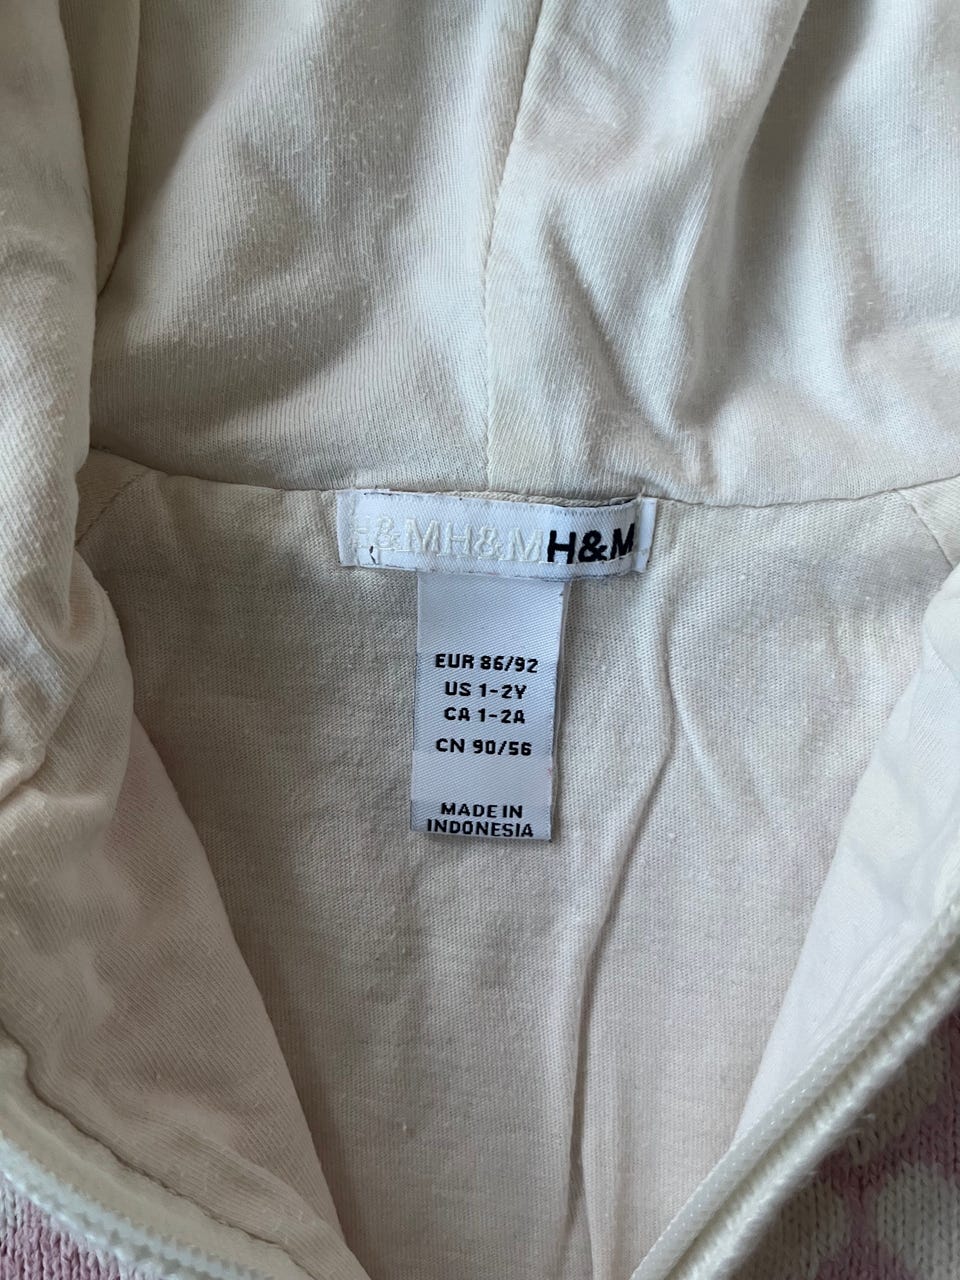 H&MH&MH&M
EUR 86/92
US 1-2Y
CA 1-2A
CN 90/56
MADE IN
INDONESIA